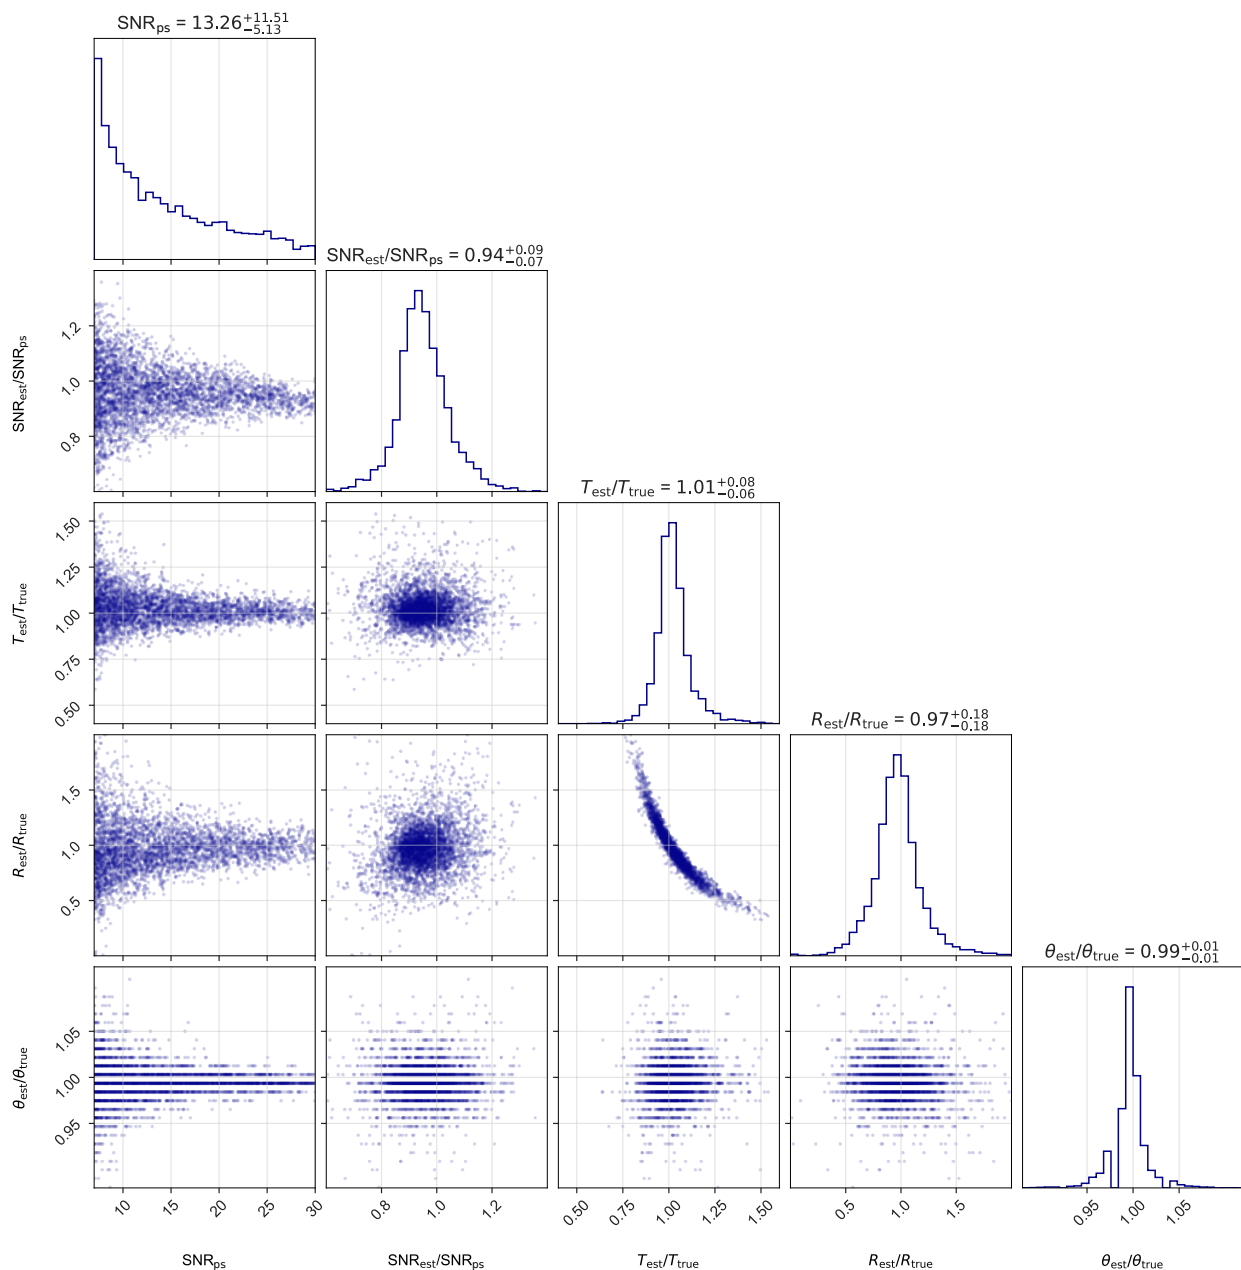 SNR_ps = 13.26 +11.51 −5.13
SNR_est/SNR_ps = 0.94 +0.09 −0.07
SNR_est/SNR_ps
1.2
1.0
0.8
T_est/T_true = 1.01 +0.08 −0.06
T_est/T_true
1.50
1.25
1.00
0.75
0.50
R_est/R_true = 0.97 +0.18 −0.18
R_est/R_true
1.5
1.0
0.5
θ_est/θ_true = 0.99 +0.01 −0.01
θ_est/θ_true
1.05
1.00
0.95
10 15 20 25 30
0.8 1.0 1.2
0.50 0.75 1.00 1.25 1.50
0.5 1.0 1.5
0.95 1.00 1.05
SNR_ps
SNR_est/SNR_ps
T_est/T_true
R_est/R_true
θ_est/θ_true